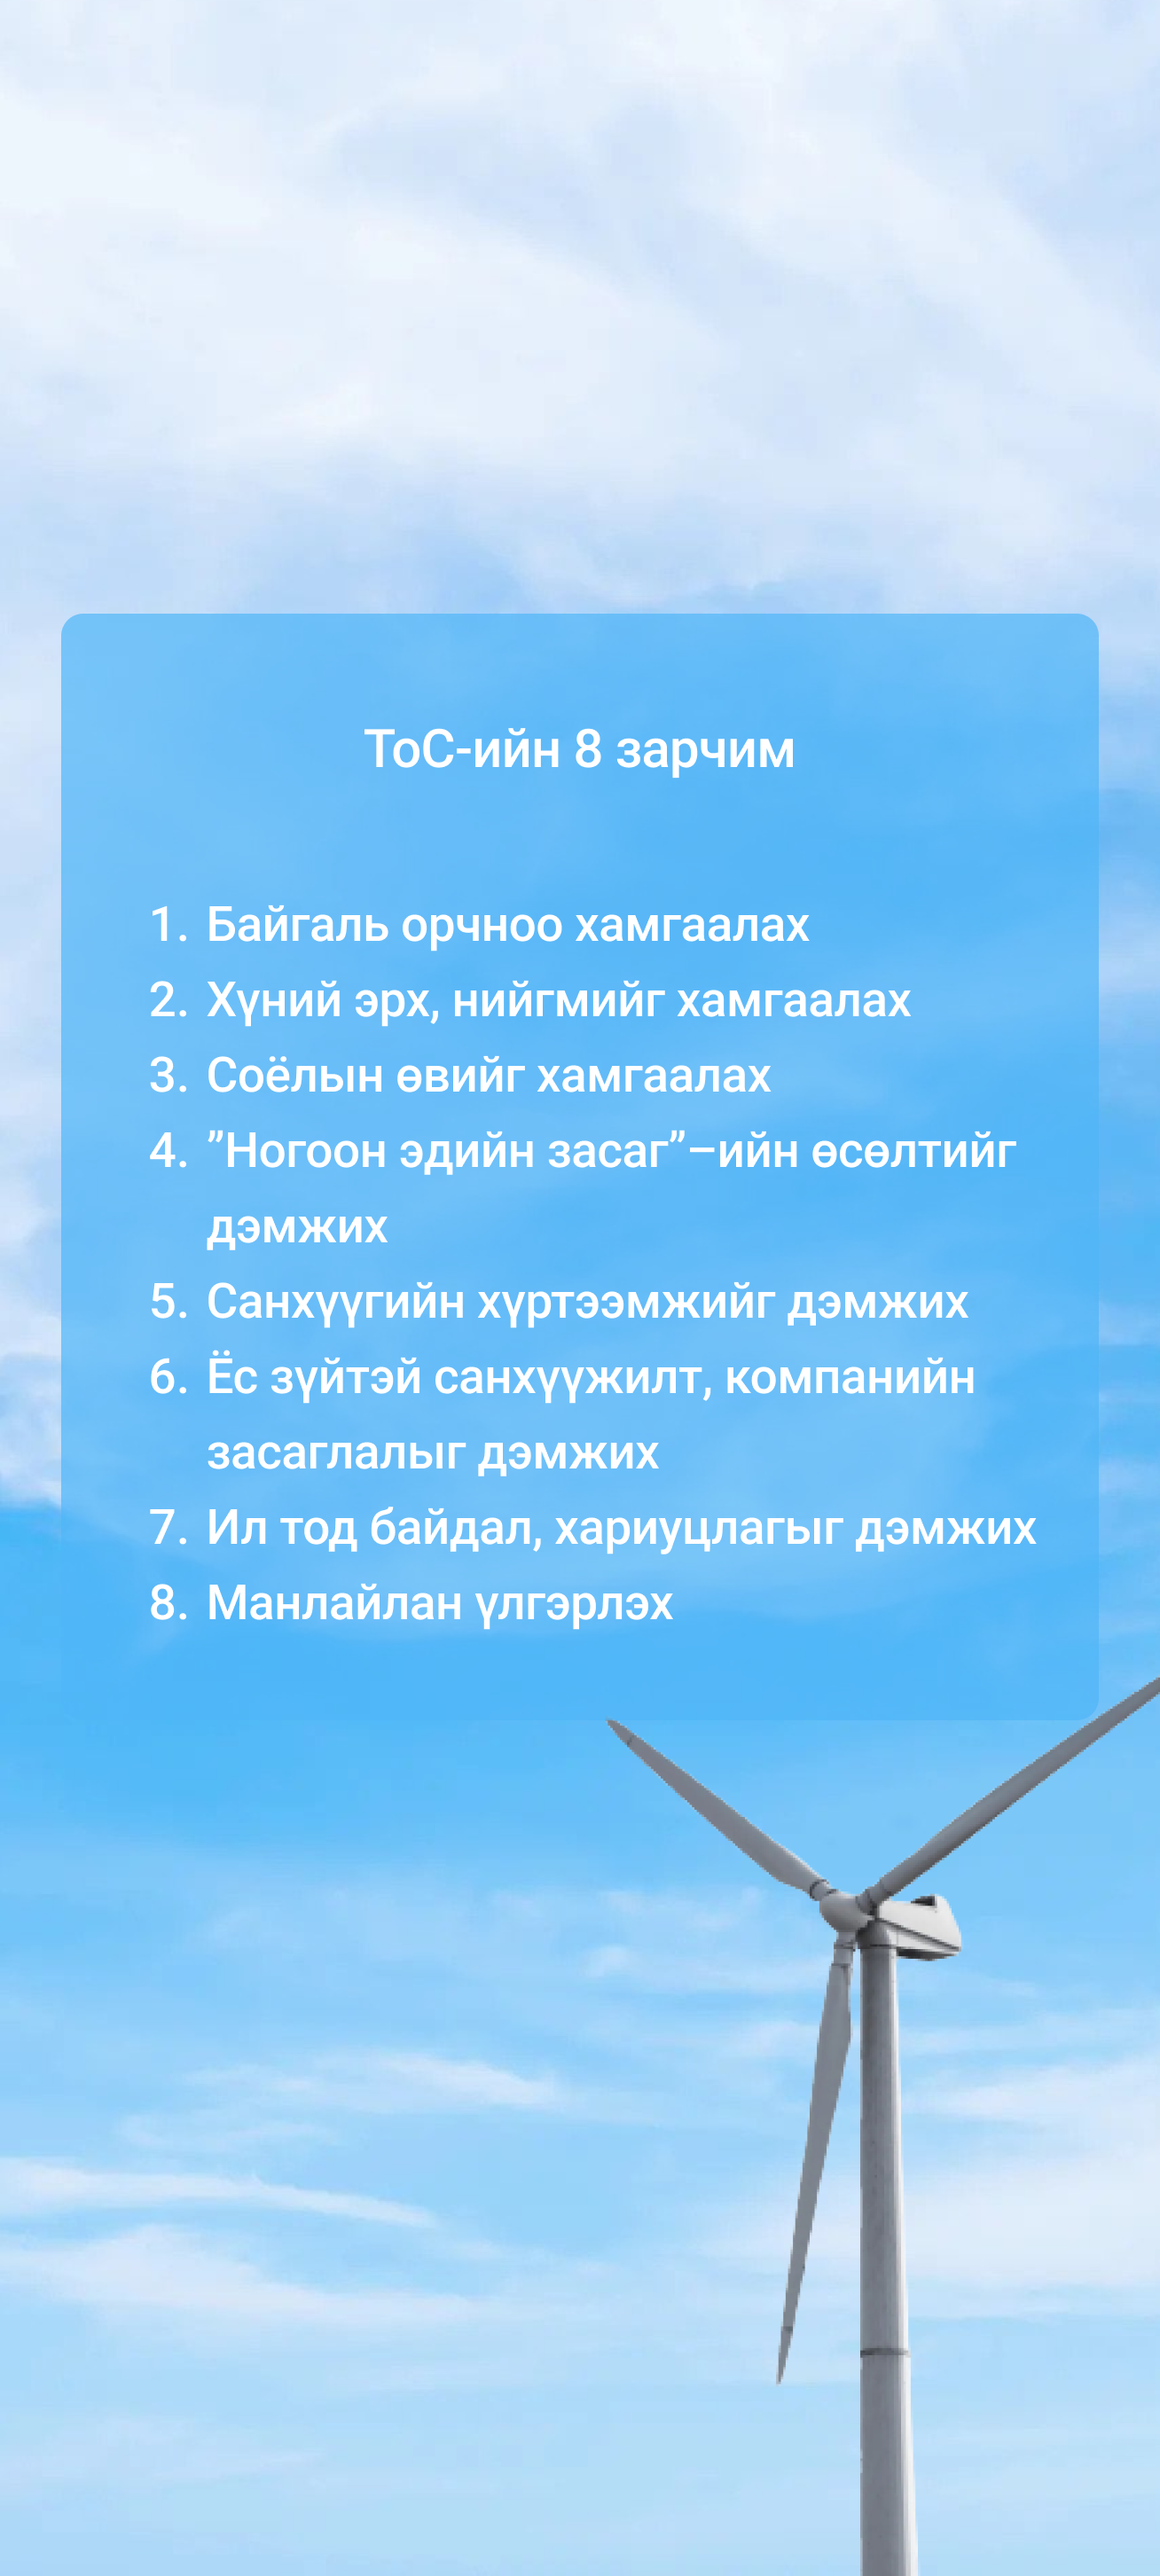 ТоС-ийн 8 зарчим
1. Байгаль орчноо хамгаалах
2. Хүний эрх, нийгмийг хамгаалах
3. Соёлын өвийг хамгаалах
4. ”Ногоон эдийн засаг”–ийн өсөлтийг
дэмжих
5. Санхүүгийн хүртээмжийг дэмжих
6. Ёс зүйтэй санхүүжилт, компанийн
засаглалыг дэмжих
7. Ил тод байдал, хариуцлагыг дэмжих
8. Манлайлан үлгэрлэх